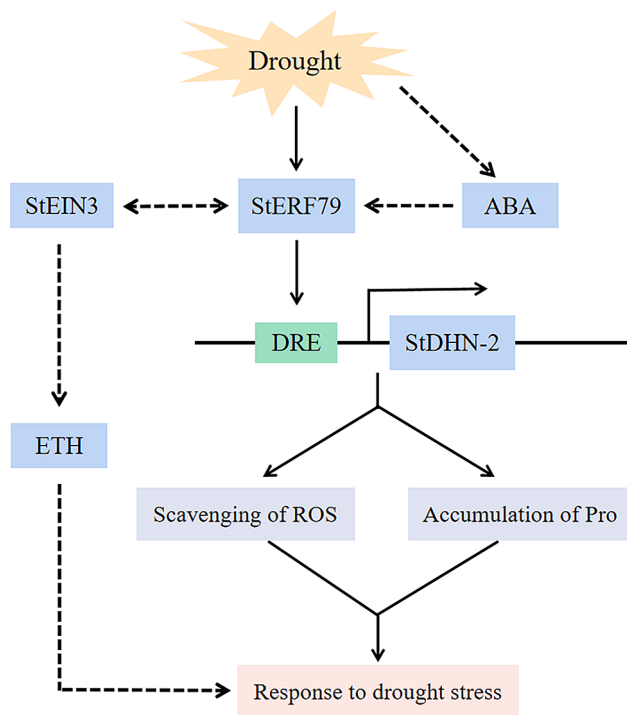 Drought
StEIN3
StERF79
ABA
DRE
StDHN-2
ETH
Scavenging of ROS
Accumulation of Pro
Response to drought stress